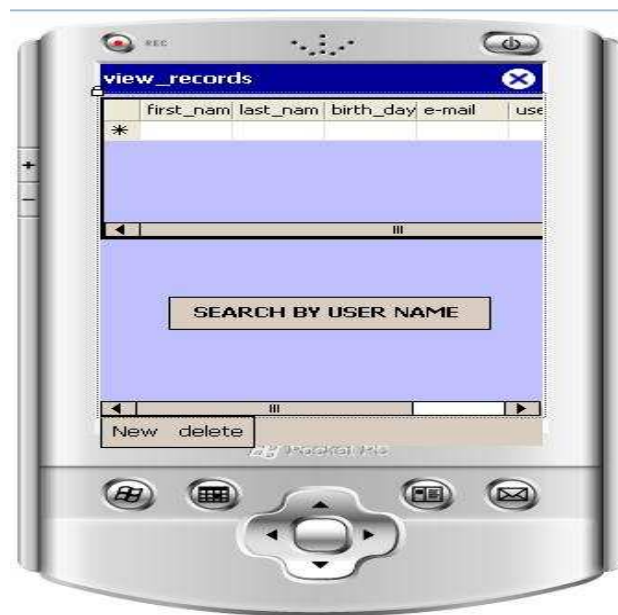 REC
view_records
first_nam last_nam birth_day e-mail use
*
+
−
SEARCH BY USER NAME
New delete
Pocket PC